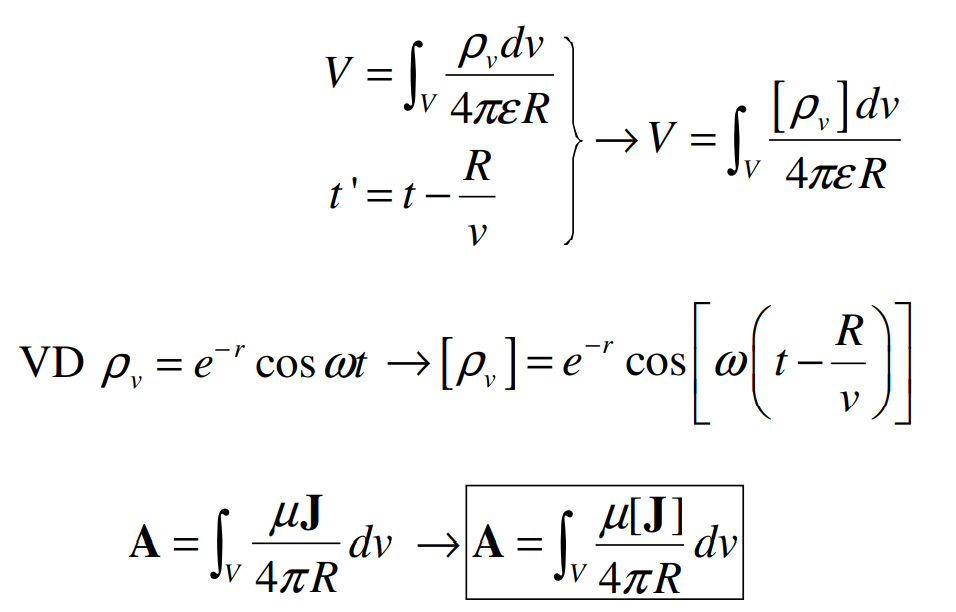 V = ∫_V ρ_v dv / 4πεR
t' = t − R/v
} → V = ∫_V [ρ_v] dv / 4πεR
VD ρ_v = e^{−r} cos ωt → [ρ_v] = e^{−r} cos[ω(t − R/v)]
A = ∫_V μJ / 4πR dv → A = ∫_V μ[J] / 4πR dv